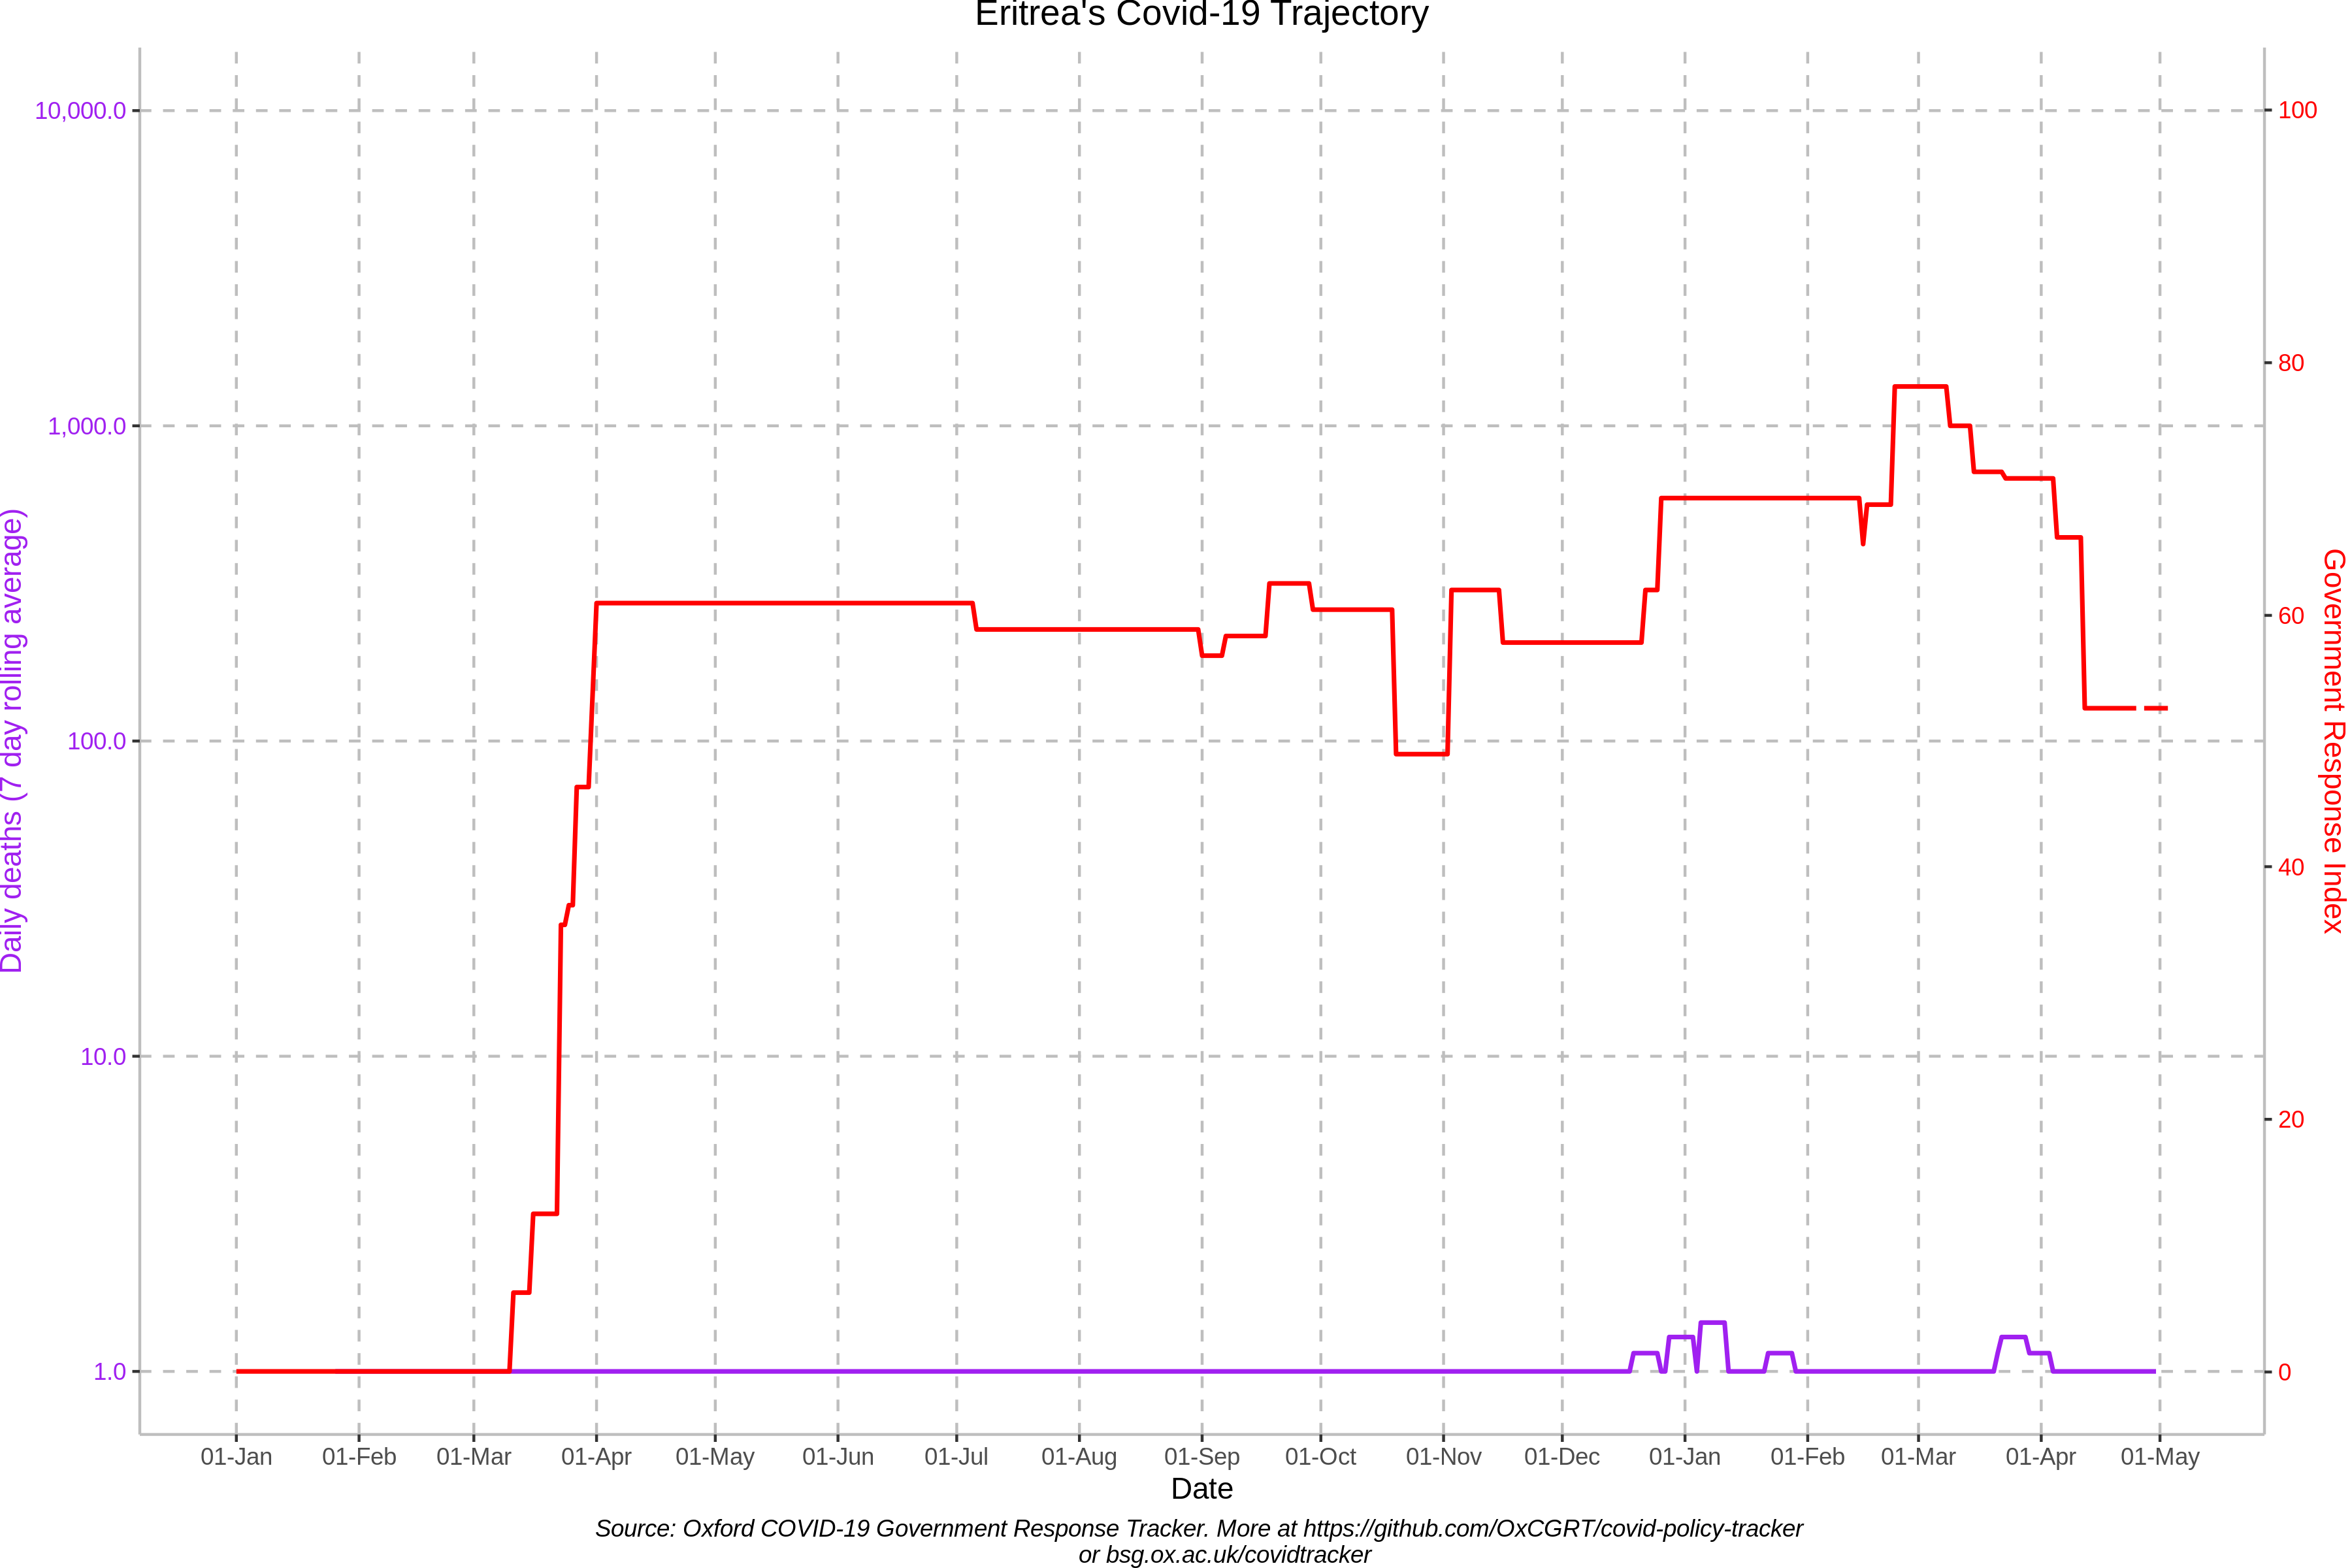 Eritrea's Covid-19 Trajectory
10,000.0
1,000.0
100.0
10.0
1.0
Daily deaths (7 day rolling average)
100
80
60
40
20
0
Government Response Index
01-Jan 01-Feb 01-Mar 01-Apr 01-May 01-Jun 01-Jul 01-Aug 01-Sep 01-Oct 01-Nov 01-Dec 01-Jan 01-Feb 01-Mar 01-Apr 01-May
Date
Source: Oxford COVID-19 Government Response Tracker. More at https://github.com/OxCGRT/covid-policy-tracker
or bsg.ox.ac.uk/covidtracker